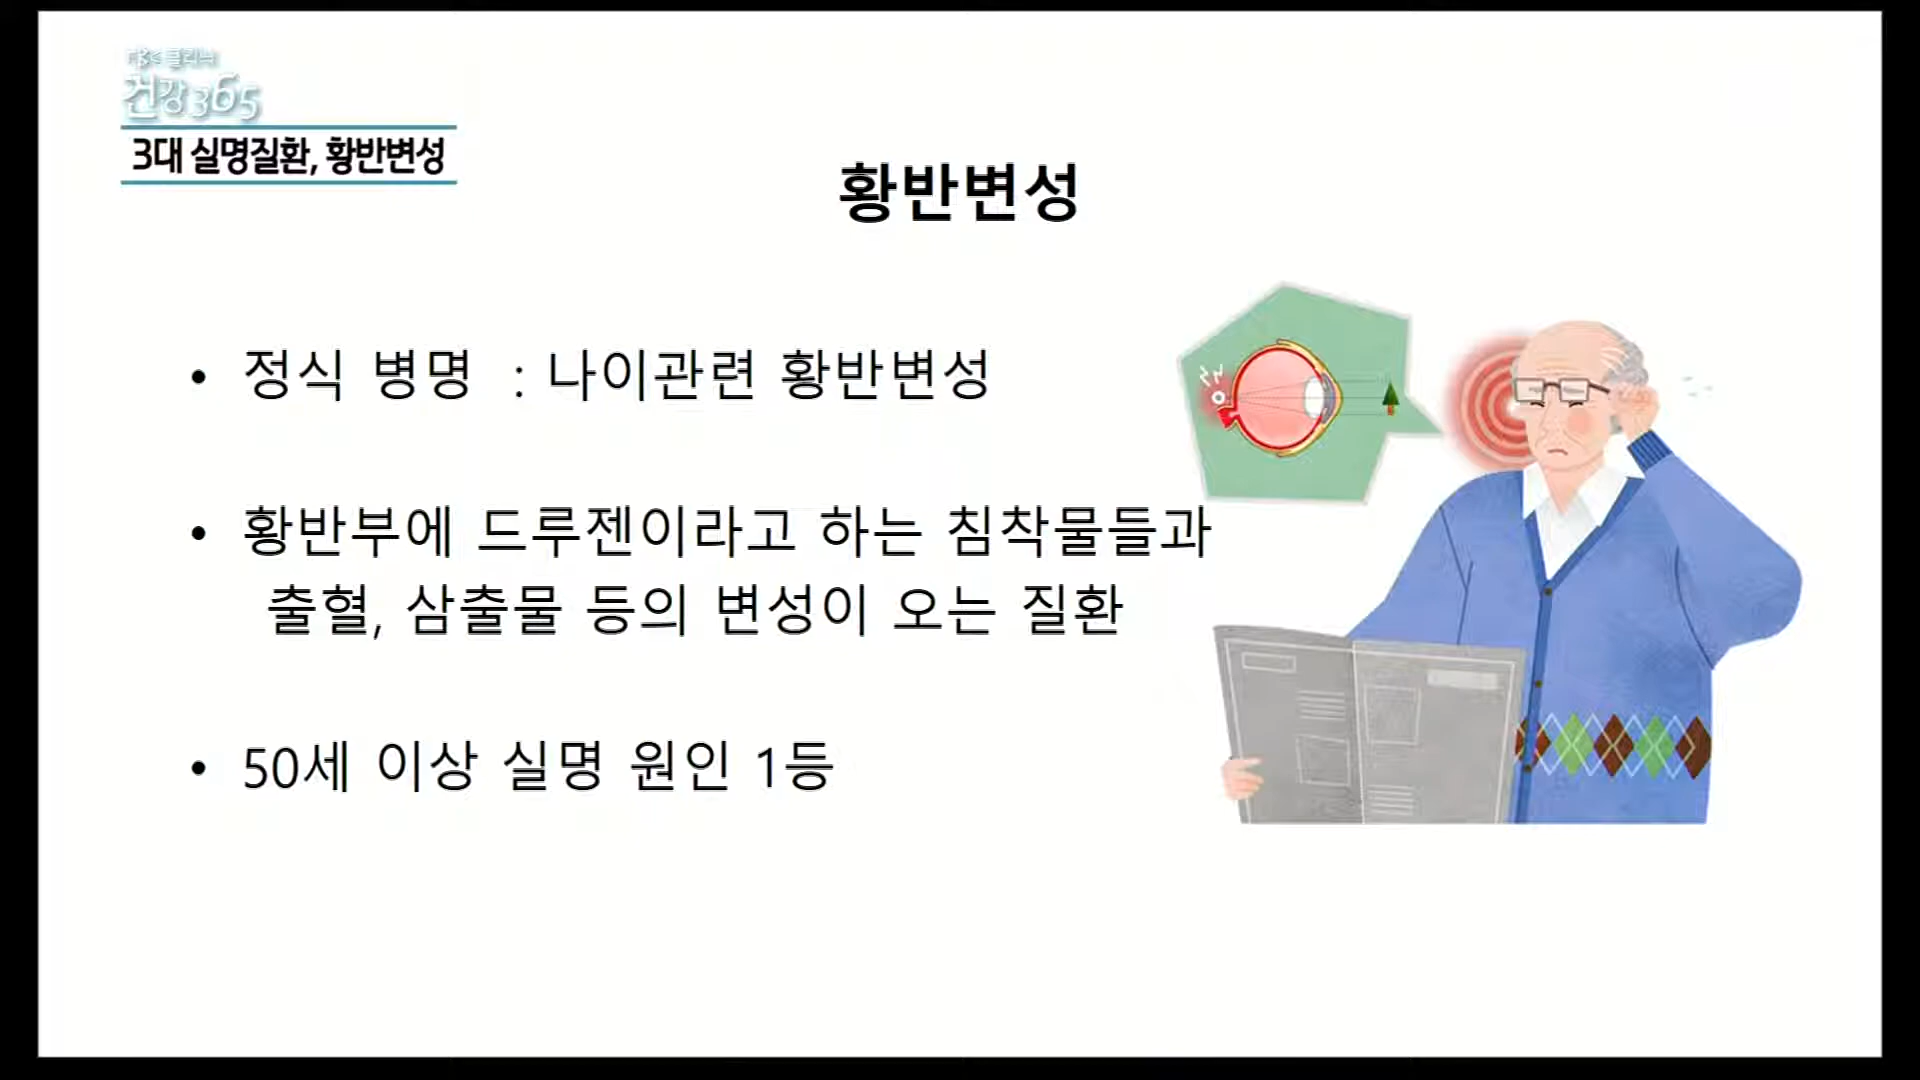 클리닉
건강365
3대 실명질환, 황반변성
황반변성
• 정식 병명 : 나이관련 황반변성
• 황반부에 드루젠이라고 하는 침착물들과
출혈, 삼출물 등의 변성이 오는 질환
• 50세 이상 실명 원인 1등